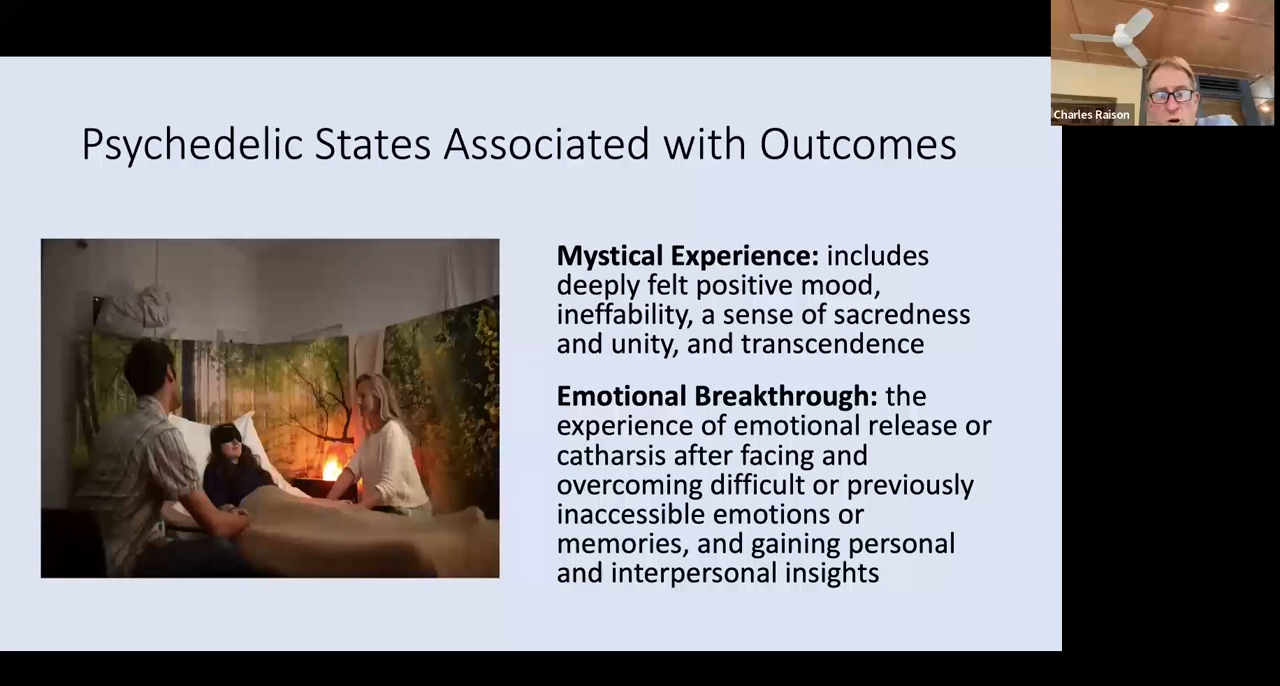 Psychedelic States Associated with Outcomes
Charles Raison
Mystical Experience: includes
deeply felt positive mood,
ineffability, a sense of sacredness
and unity, and transcendence
Emotional Breakthrough: the
experience of emotional release or
catharsis after facing and
overcoming difficult or previously
inaccessible emotions or
memories, and gaining personal
and interpersonal insights